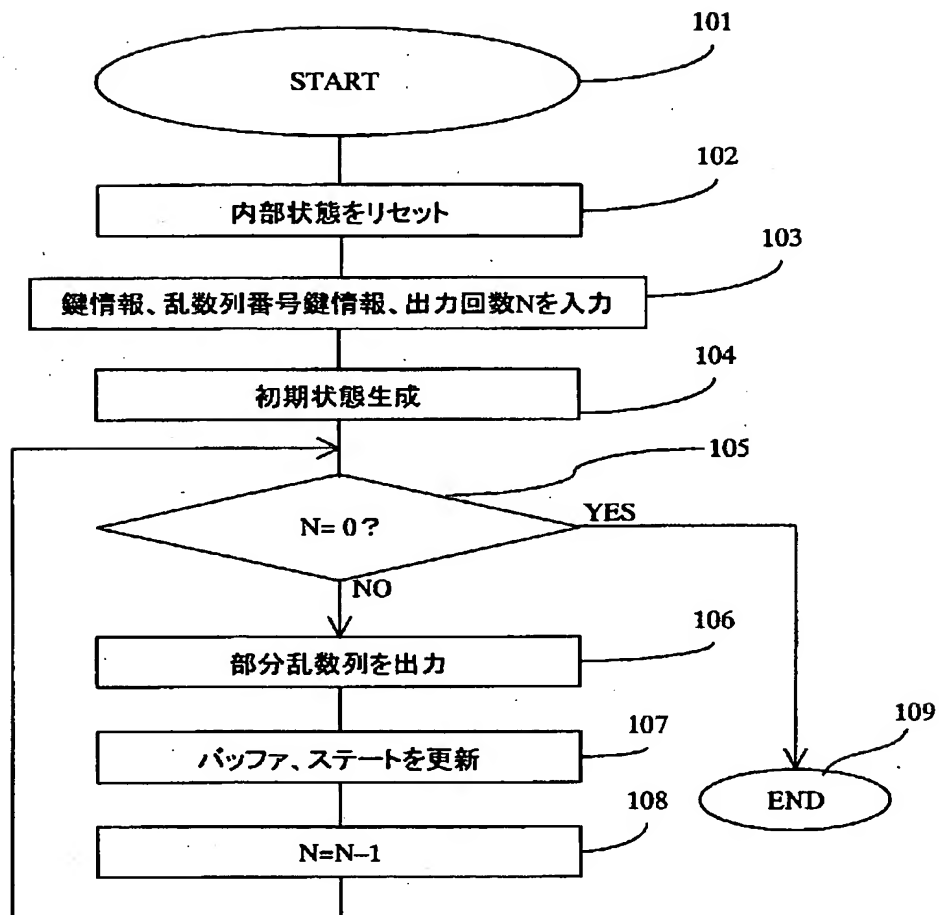 101
START
102
内部状態をリセット
103
鍵情報、乱数列番号鍵情報、出力回数Nを入力
104
初期状態生成
105
N= 0?
YES
NO
106
部分乱数列を出力
107
バッファ、ステートを更新
108
N=N−1
109
END